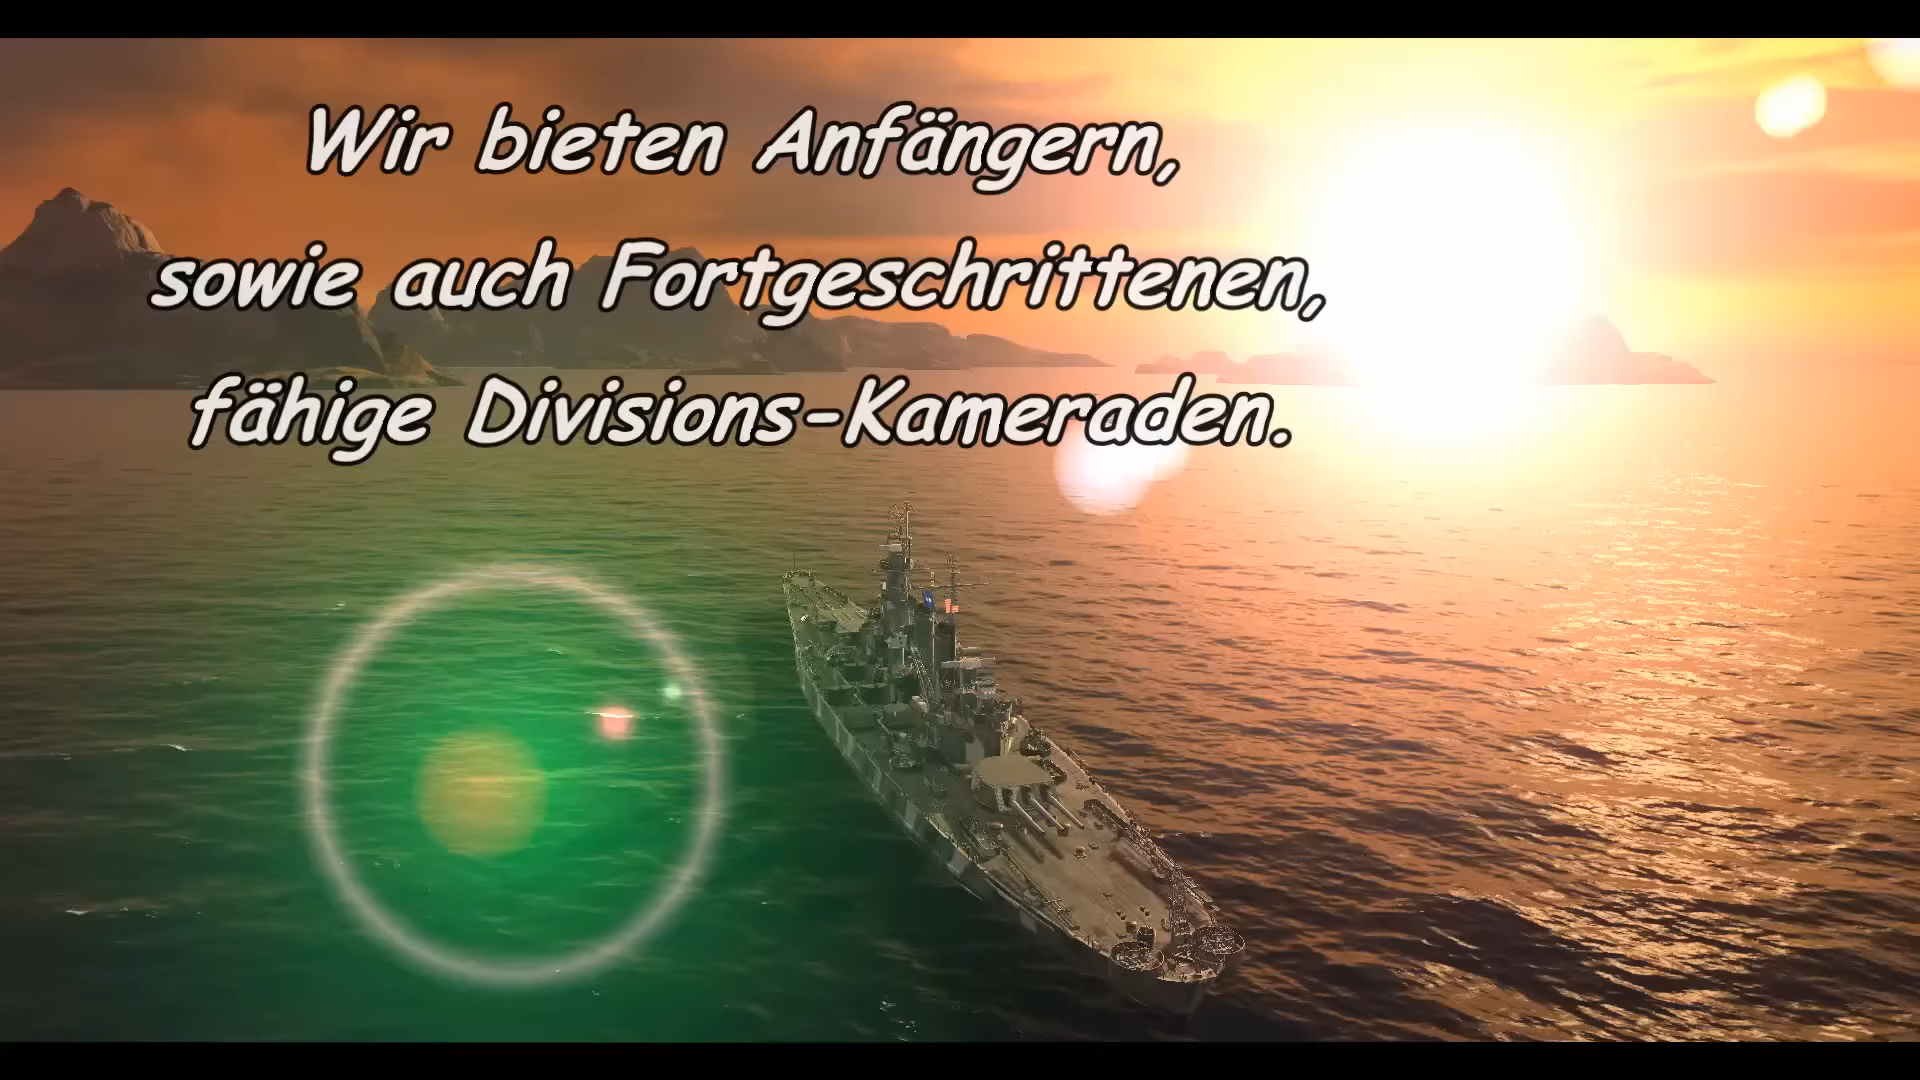 Wir bieten Anfängern,
sowie auch Fortgeschrittenen,
fähige Divisions-Kameraden.